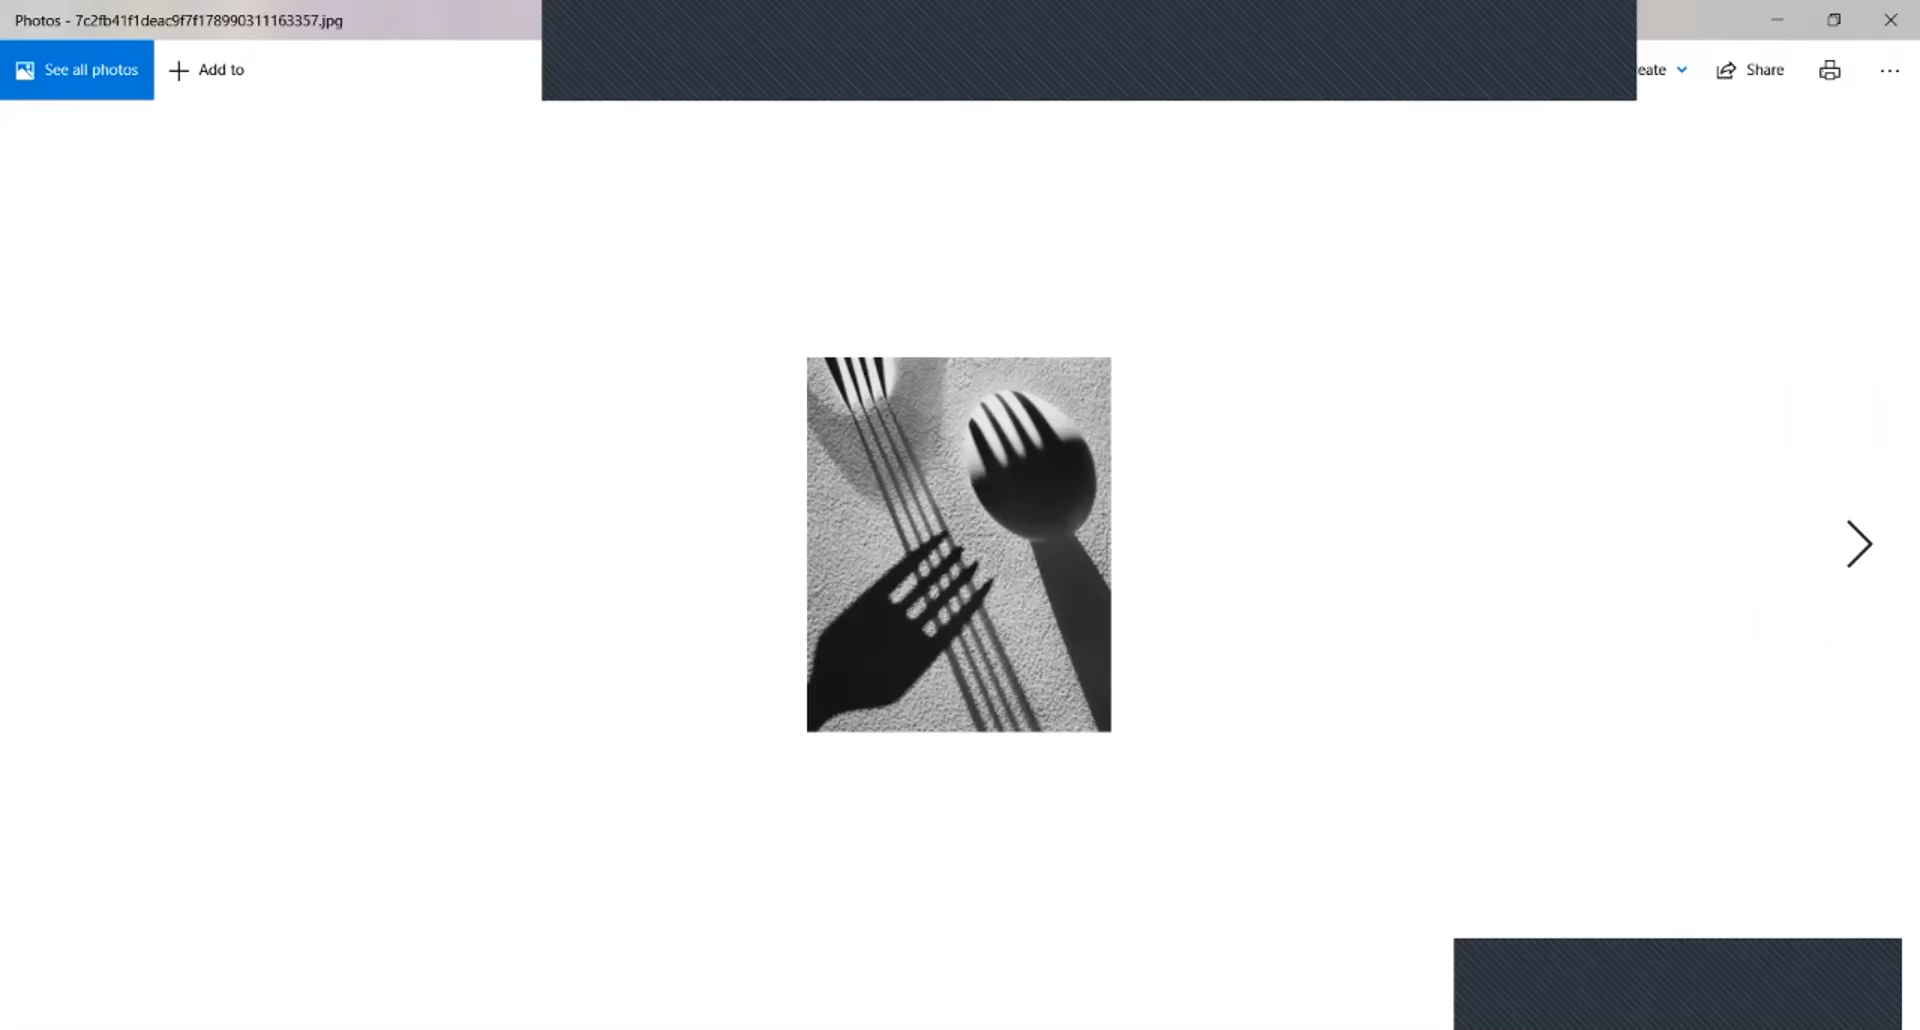 Photos - 7c2fb41f1deac9f7f178990311163357.jpg
See all photos
Add to
eate
Share